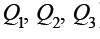 Q₁, Q₂, Q₃